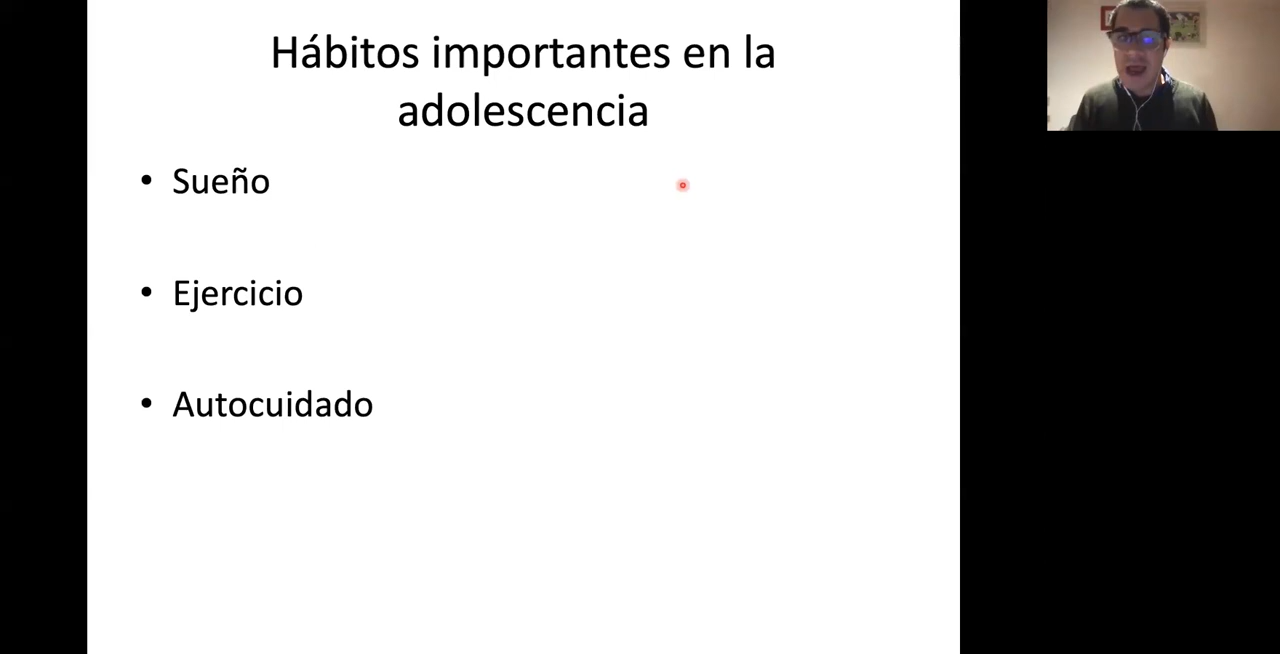 Hábitos importantes en la
adolescencia
• Sueño
• Ejercicio
• Autocuidado